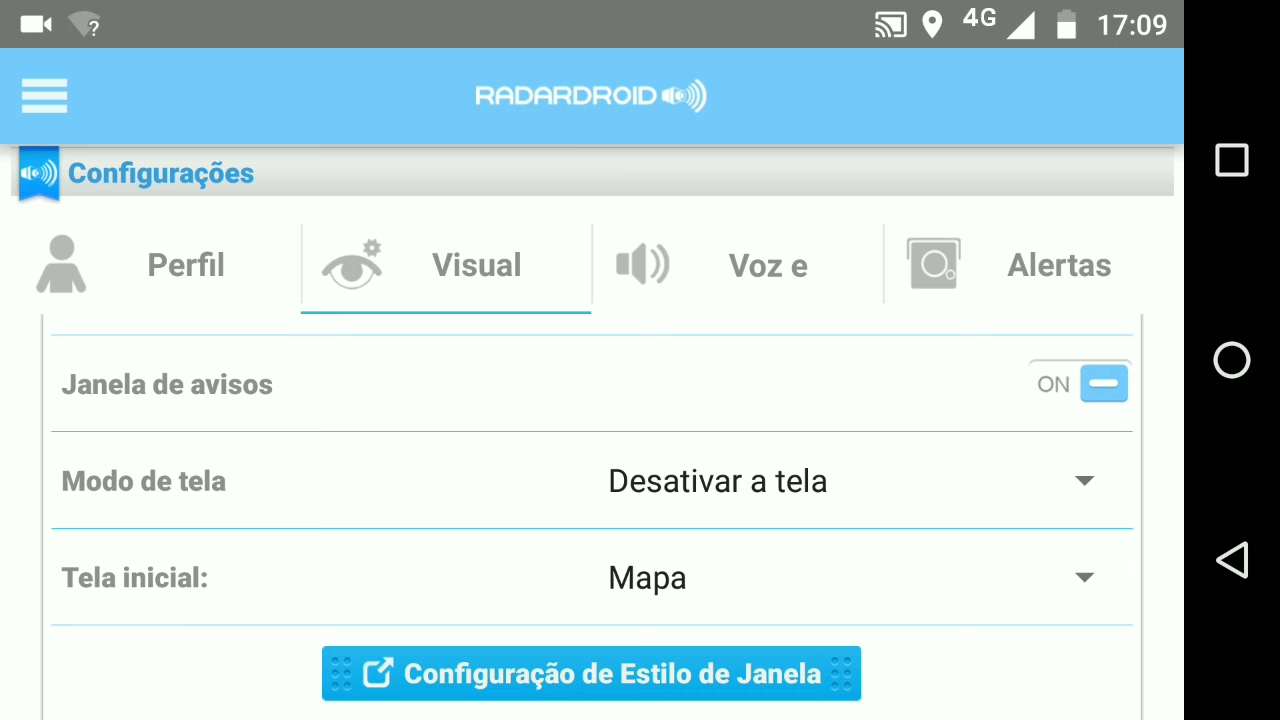 ?
4G
17:09
RADARDROID
Configurações
Perfil
Visual
Voz e
Alertas
Janela de avisos
ON
Modo de tela
Desativar a tela
Tela inicial:
Mapa
Configuração de Estilo de Janela